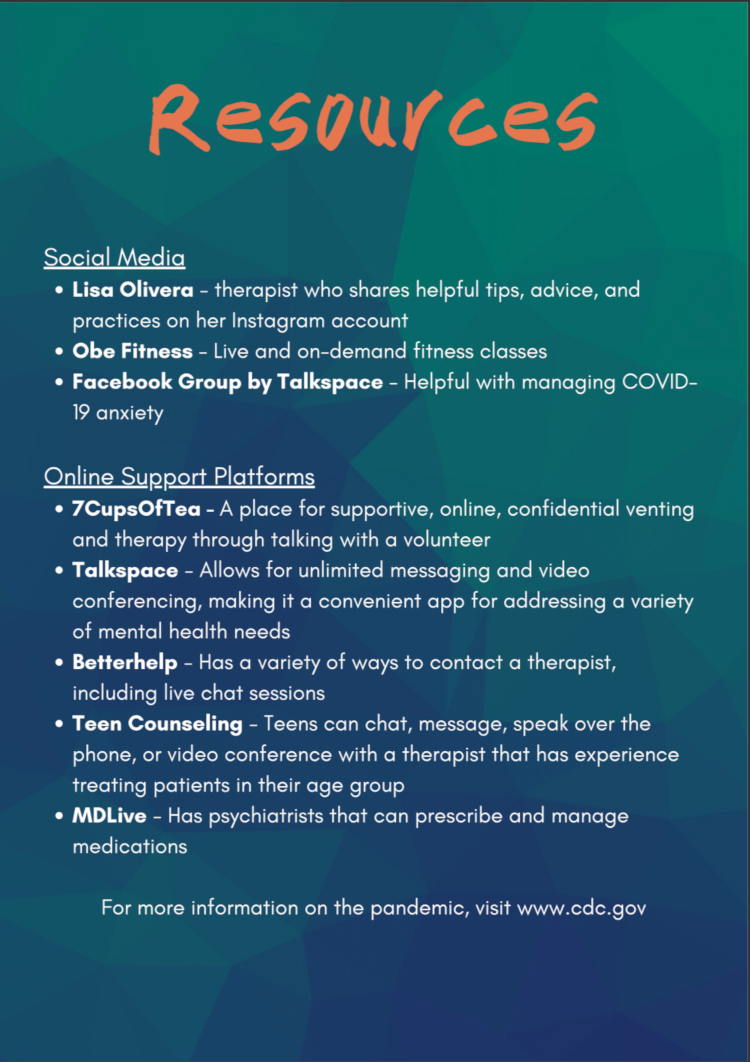 Resources
Social Media
• Lisa Olivera - therapist who shares helpful tips, advice, and
practices on her Instagram account
• Obe Fitness - Live and on-demand fitness classes
• Facebook Group by Talkspace - Helpful with managing COVID-
19 anxiety
Online Support Platforms
• 7CupsOfTea - A place for supportive, online, confidential venting
and therapy through talking with a volunteer
• Talkspace - Allows for unlimited messaging and video
conferencing, making it a convenient app for addressing a variety
of mental health needs
• Betterhelp - Has a variety of ways to contact a therapist,
including live chat sessions
• Teen Counseling - Teens can chat, message, speak over the
phone, or video conference with a therapist that has experience
treating patients in their age group
• MDLive - Has psychiatrists that can prescribe and manage
medications
For more information on the pandemic, visit www.cdc.gov